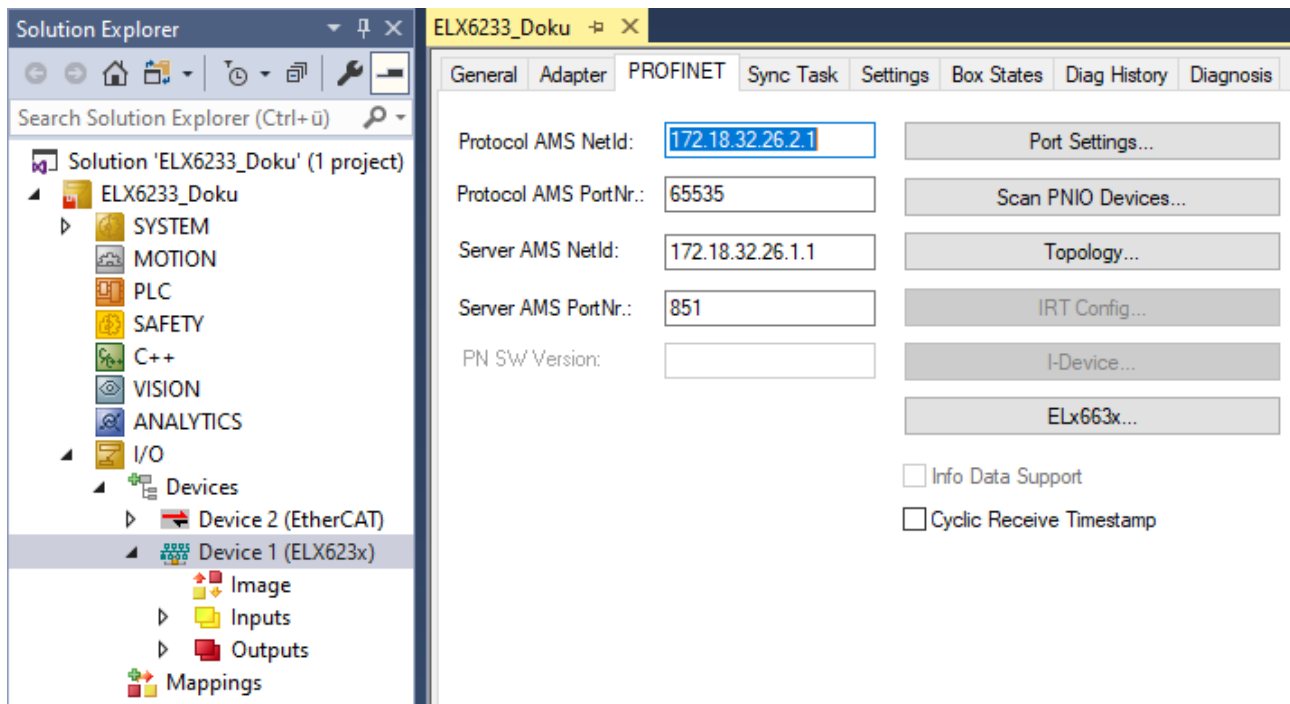 Solution Explorer
Search Solution Explorer (Ctrl+ü)
Solution 'ELX6233_Doku' (1 project)
ELX6233_Doku
SYSTEM
MOTION
PLC
SAFETY
C++
VISION
ANALYTICS
I/O
Devices
Device 2 (EtherCAT)
Device 1 (ELX623x)
Image
Inputs
Outputs
Mappings
ELX6233_Doku
General Adapter PROFINET Sync Task Settings Box States Diag History Diagnosis
Protocol AMS NetId: 172.18.32.26.2.1
Protocol AMS PortNr.: 65535
Server AMS NetId: 172.18.32.26.1.1
Server AMS PortNr.: 851
PN SW Version:
Port Settings...
Scan PNIO Devices...
Topology...
IRT Config...
I-Device...
ELx663x...
Info Data Support
Cyclic Receive Timestamp